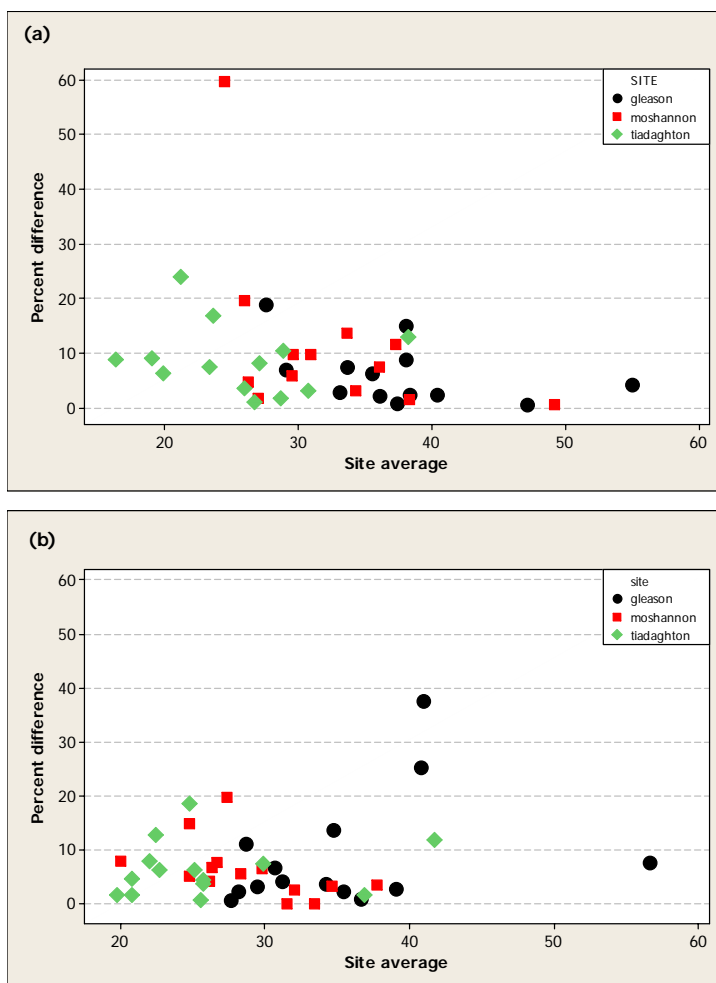 (a)
60
50
40
30
20
10
0
Percent difference
SITE
gleason
moshannon
tiadaghton
20 30 40 50 60
Site average
(b)
60
50
40
30
20
10
0
Percent difference
site
gleason
moshannon
tiadaghton
20 30 40 50 60
Site average